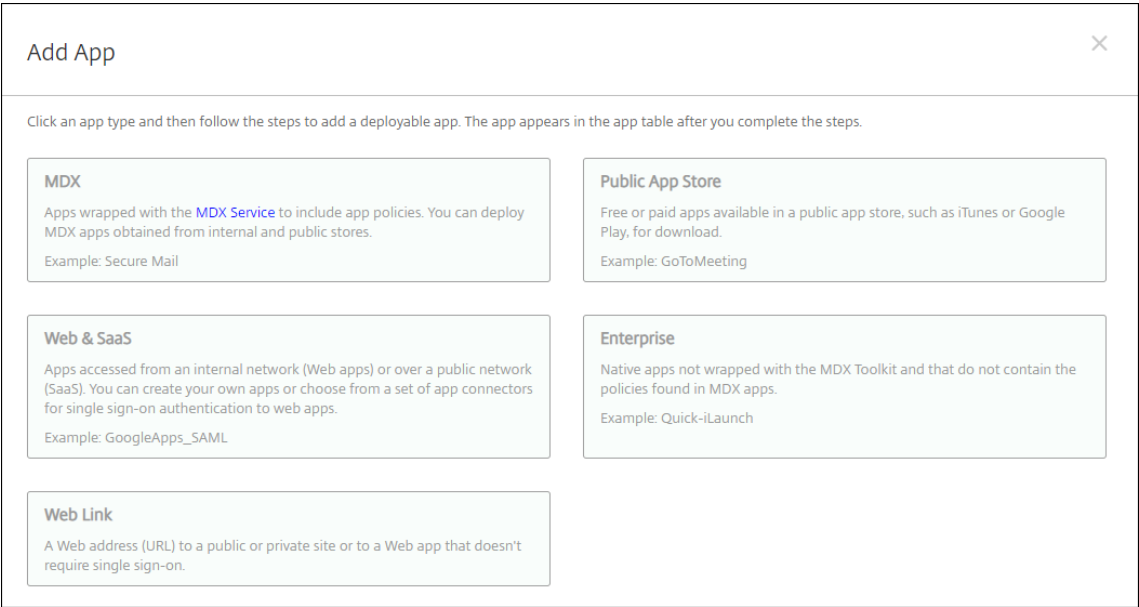 Add App
Click an app type and then follow the steps to add a deployable app. The app appears in the app table after you complete the steps.
MDX
Apps wrapped with the MDX Service to include app policies. You can deploy
MDX apps obtained from internal and public stores.
Example: Secure Mail
Public App Store
Free or paid apps available in a public app store, such as iTunes or Google
Play, for download.
Example: GoToMeeting
Web & SaaS
Apps accessed from an internal network (Web apps) or over a public network
(SaaS). You can create your own apps or choose from a set of app connectors
for single sign-on authentication to web apps.
Example: GoogleApps_SAML
Enterprise
Native apps not wrapped with the MDX Toolkit and that do not contain the
policies found in MDX apps.
Example: Quick-iLaunch
Web Link
A Web address (URL) to a public or private site or to a Web app that doesn't
require single sign-on.